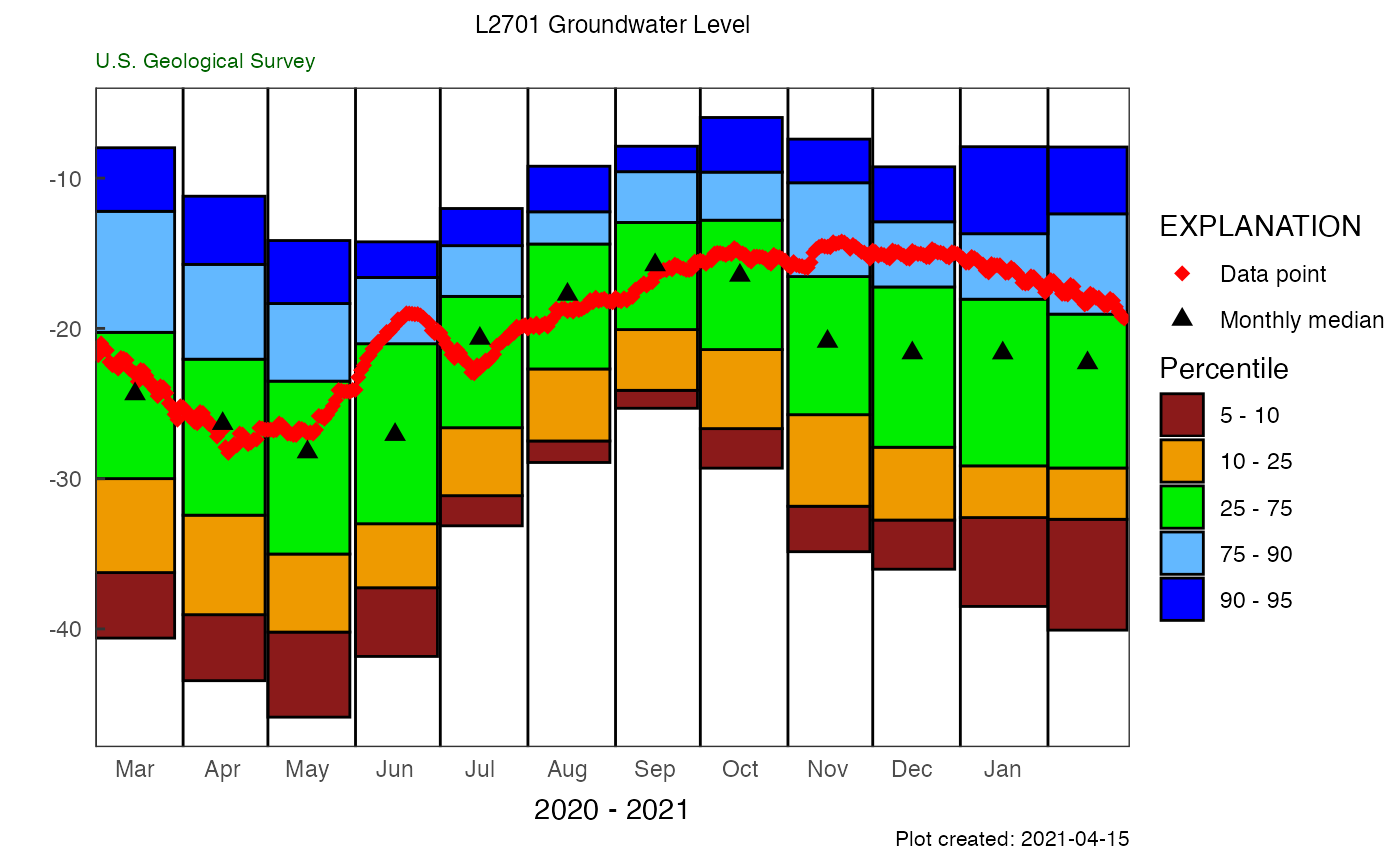 L2701 Groundwater Level
U.S. Geological Survey
-10
-20
-30
-40
Mar Apr May Jun Jul Aug Sep Oct Nov Dec Jan
2020 - 2021
Plot created: 2021-04-15
EXPLANATION
Data point
Monthly median
Percentile
5 - 10
10 - 25
25 - 75
75 - 90
90 - 95